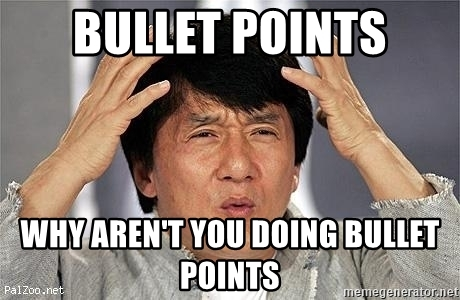 BULLET POINTS
WHY AREN'T YOU DOING BULLET
POINTS
PalZoo.net
memegenerator.net